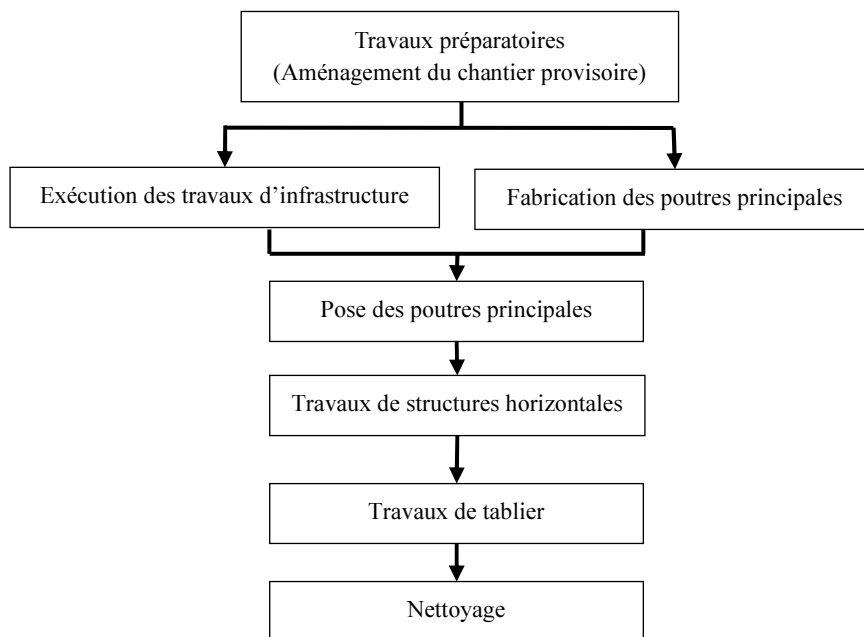 Travaux préparatoires
(Aménagement du chantier provisoire)
Exécution des travaux d’infrastructure
Fabrication des poutres principales
Pose des poutres principales
Travaux de structures horizontales
Travaux de tablier
Nettoyage